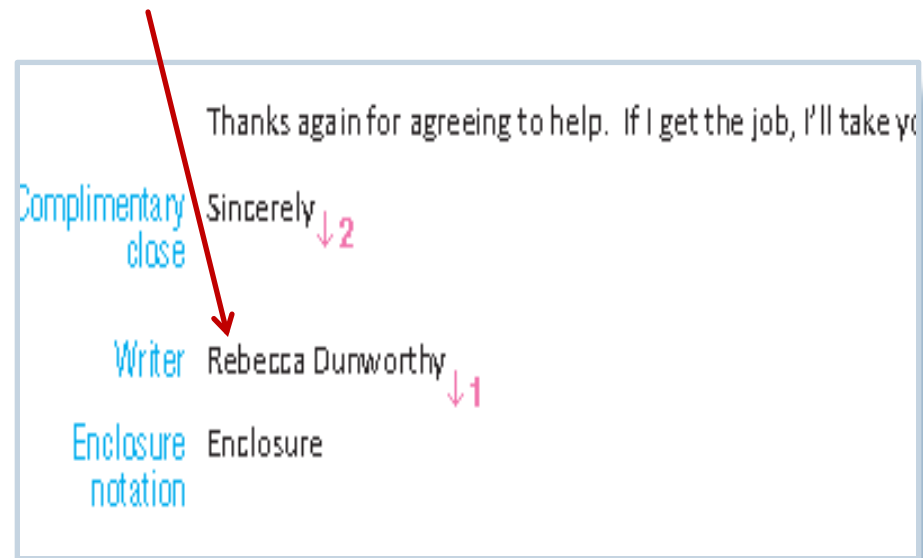 Thanks again for agreeing to help. If I get the job, I'll take
Complimentary close
Sincerely ↓2
Writer
Rebecca Dunworthy ↓1
Enclosure notation
Enclosure